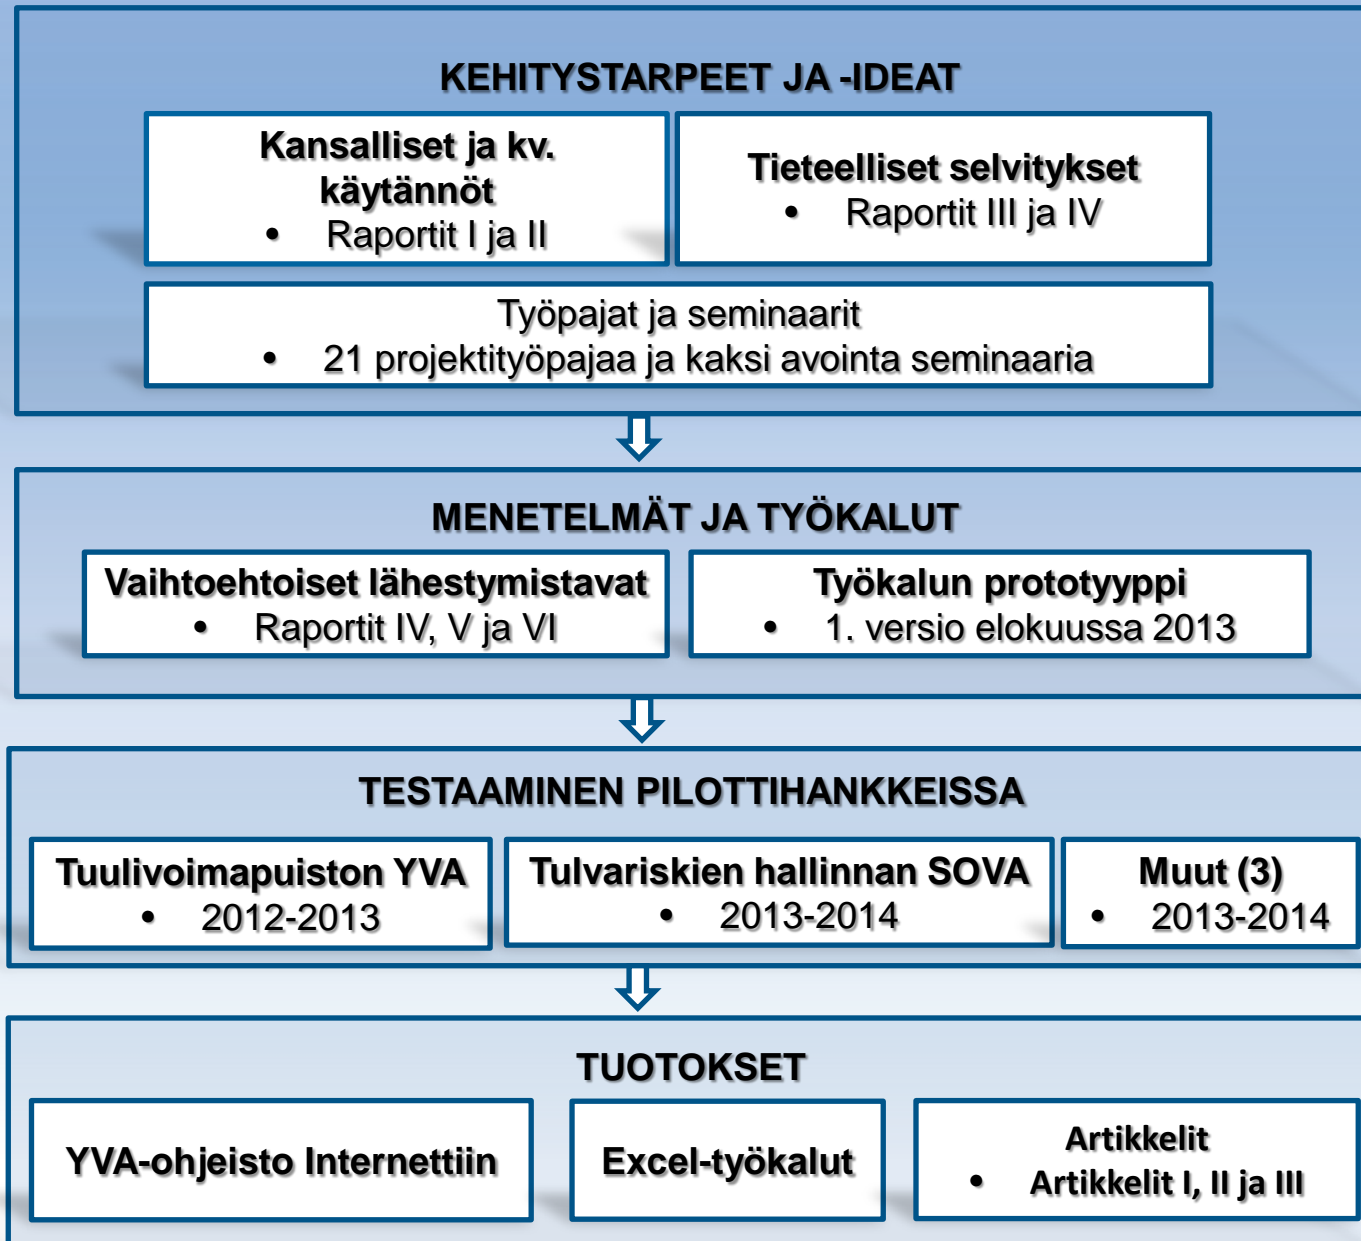 KEHITYSTARPEET JA -IDEAT
Kansalliset ja kv.
käytännöt
• Raportit I ja II
Tieteelliset selvitykset
• Raportit III ja IV
Työpajat ja seminaarit
• 21 projektityöpajaa ja kaksi avointa seminaaria
MENETELMÄT JA TYÖKALUT
Vaihtoehtoiset lähestymistavat
• Raportit IV, V ja VI
Työkalun prototyyppi
• 1. versio elokuussa 2013
TESTAAMINEN PILOTTIHANKKEISSA
Tuulivoimapuiston YVA
• 2012-2013
Tulvariskien hallinnan SOVA
• 2013-2014
Muut (3)
• 2013-2014
TUOTOKSET
YVA-ohjeisto Internettiin
Excel-työkalut
Artikkelit
• Artikkelit I, II ja III